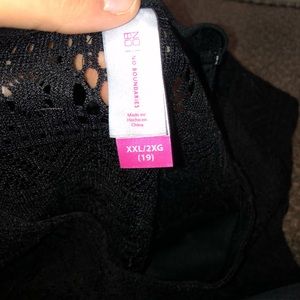 NO
BO
NO BOUNDARIES
Made in/
Hecho en
China
XXL/2XG
(19)